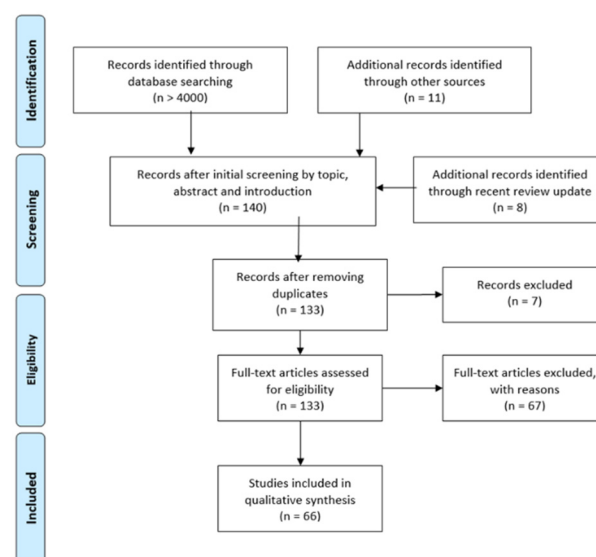 Identification
Records identified through
database searching
(n > 4000)
Additional records identified
through other sources
(n = 11)
Screening
Records after initial screening by topic,
abstract and introduction
(n = 140)
Additional records identified
through recent review update
(n = 8)
Records after removing
duplicates
(n = 133)
Records excluded
(n = 7)
Eligibility
Full-text articles assessed
for eligibility
(n = 133)
Full-text articles excluded,
with reasons
(n = 67)
Included
Studies included in
qualitative synthesis
(n = 66)